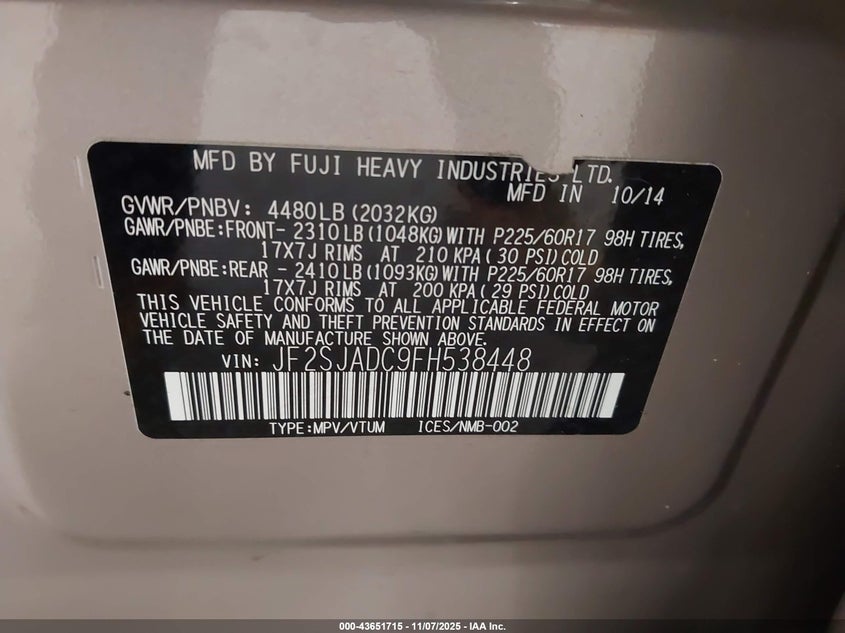 MFD BY FUJI HEAVY INDUSTRIES LTD.
MFD IN 10/14
GVWR/PNBV: 4480LB (2032KG)
GAWR/PNBE:FRONT- 2310LB (1048KG) WITH P225/60R17 98H TIRES,
17X7J RIMS AT 210 KPA ( 30 PSI) COLD
GAWR/PNBE:REAR - 2410LB (1093KG) WITH P225/60R17 98H TIRES,
17X7J RIMS AT 200 KPA ( 29 PSI) COLD
THIS VEHICLE CONFORMS TO ALL APPLICABLE FEDERAL MOTOR
VEHICLE SAFETY AND THEFT PREVENTION STANDARDS IN EFFECT ON
THE DATE OF MANUFACTURE SHOWN ABOVE.
VIN: JF2SJADC9FH538448
TYPE:MPV/VTUM ICES/NMB-002
000-43651715 - 11/07/2025 - IAA Inc.